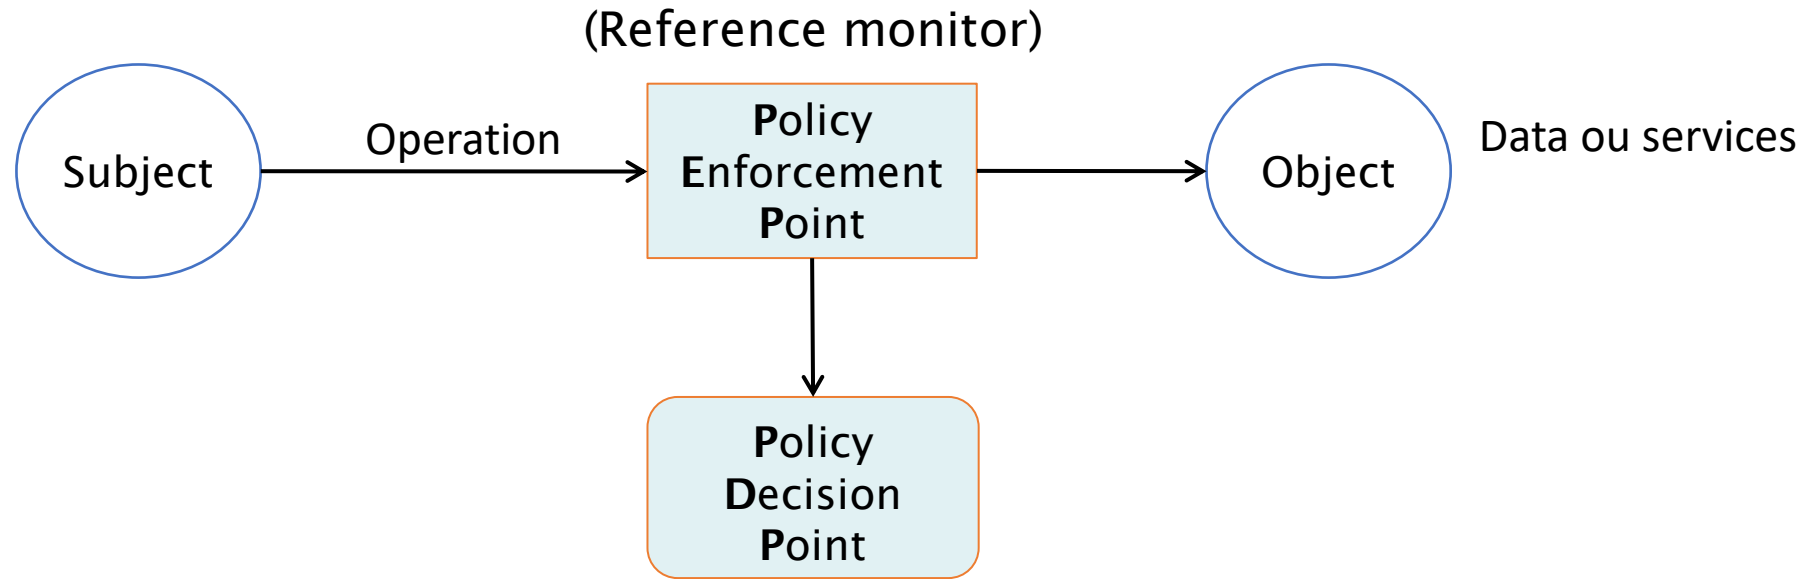 (Reference monitor)
Subject
Operation
Policy
Enforcement
Point
Object
Data ou services
Policy
Decision
Point